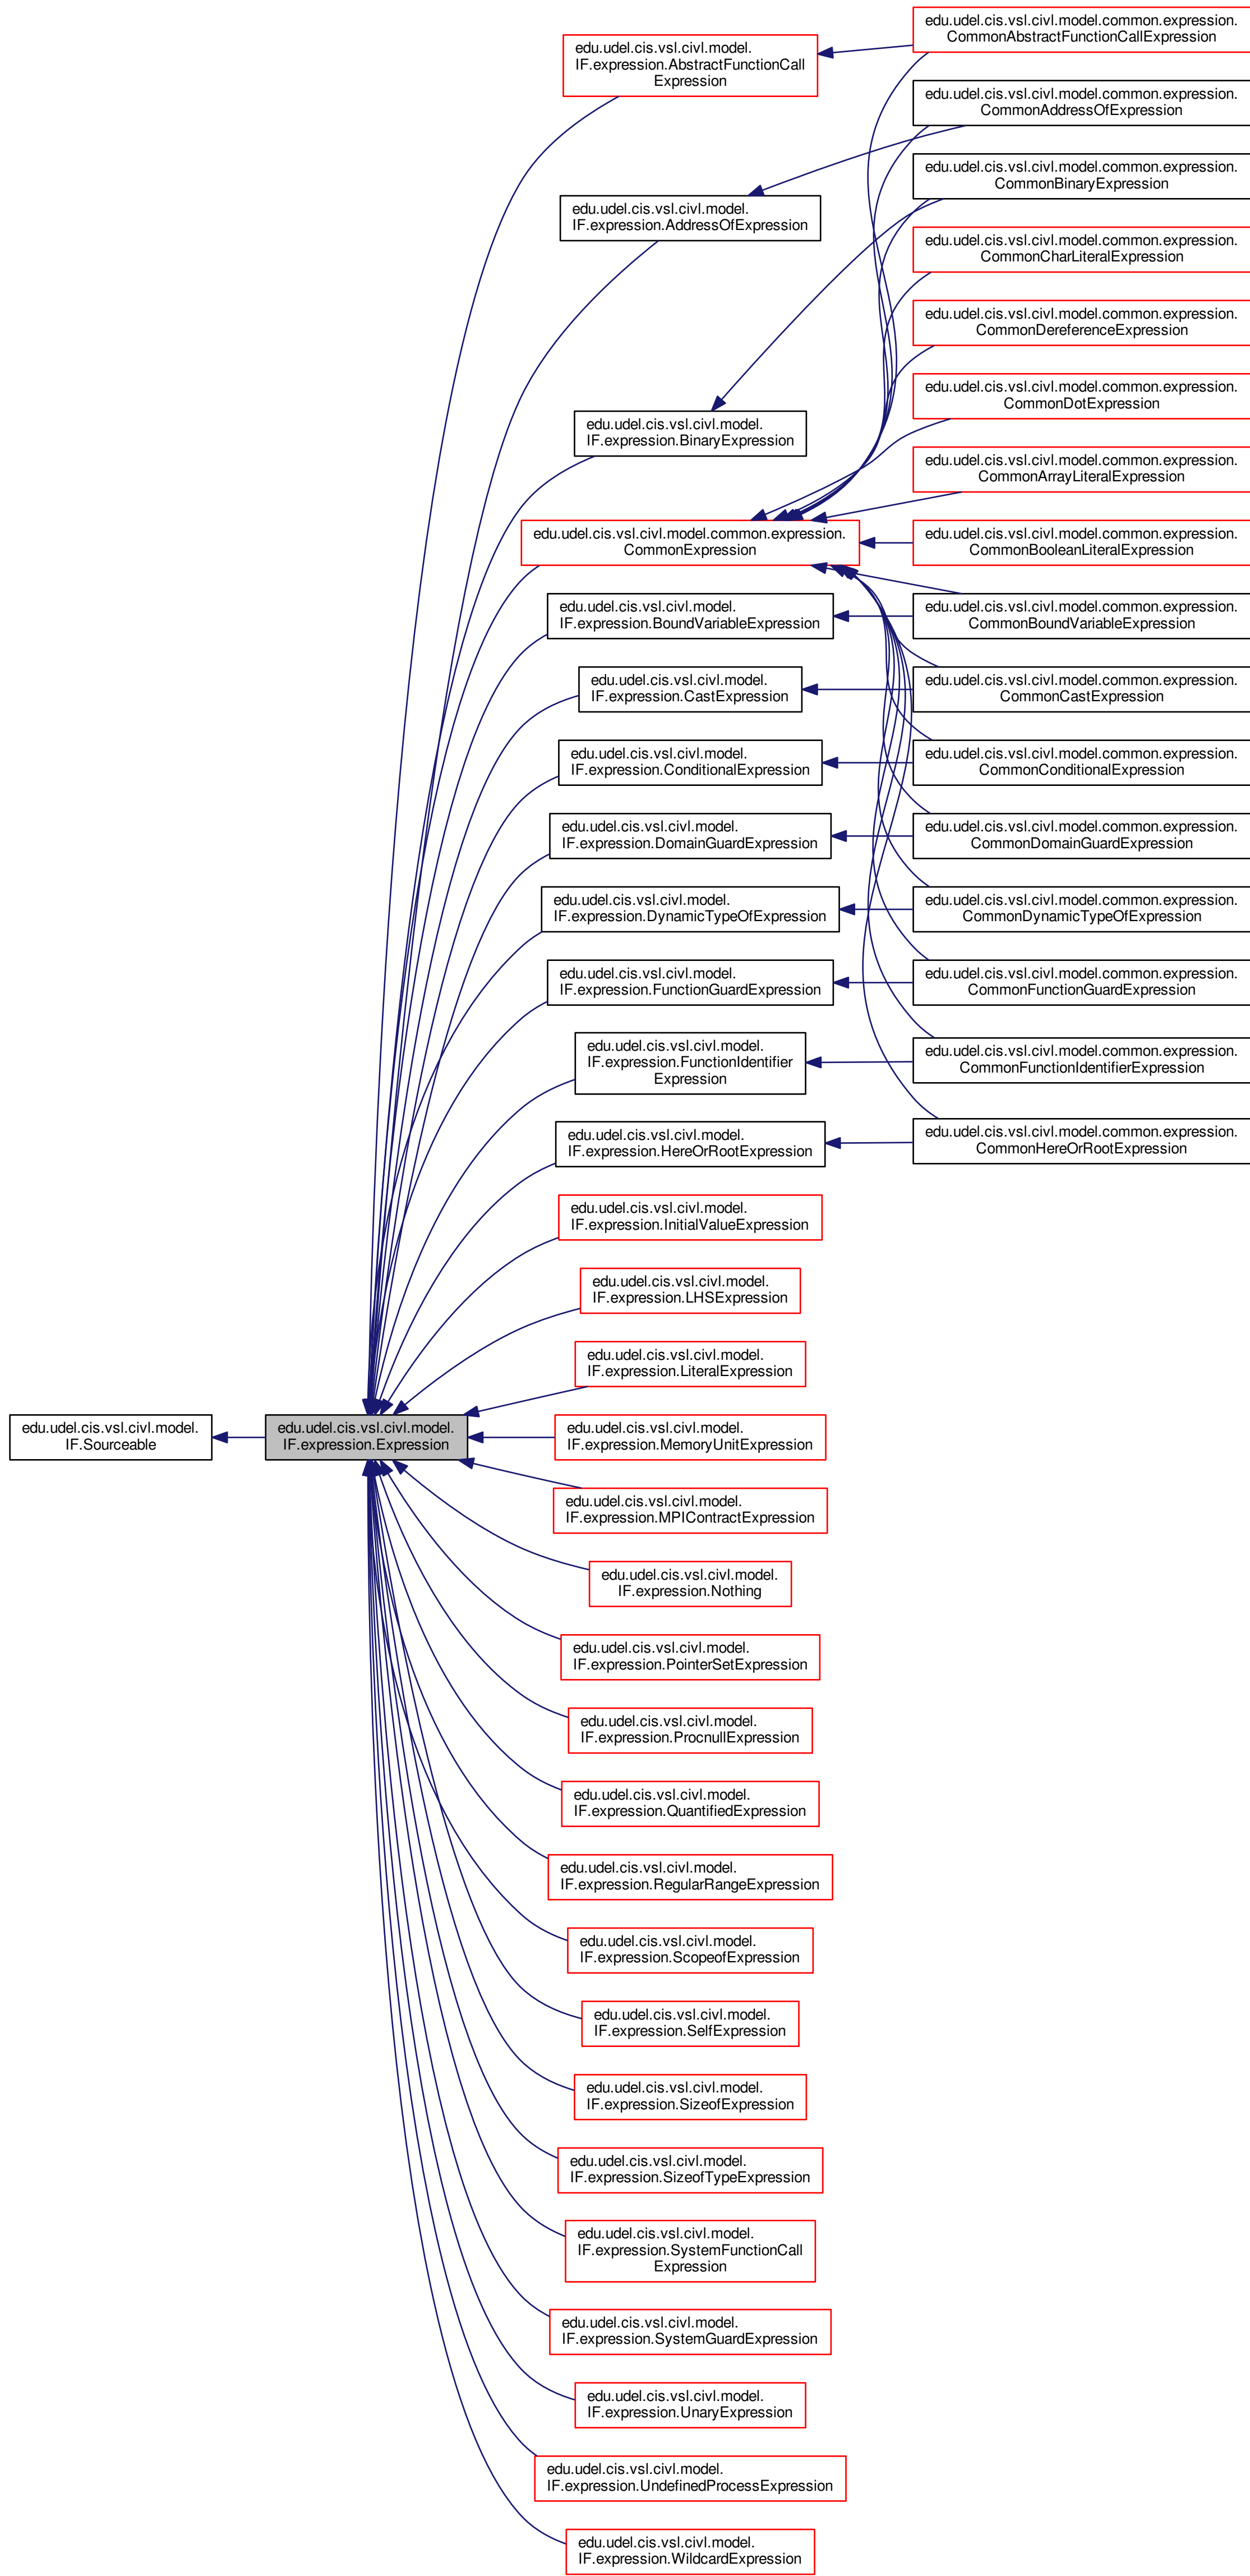 edu.udel.cis.vsl.civl.model.
IF.Sourceable
edu.udel.cis.vsl.civl.model.
IF.expression.Expression
edu.udel.cis.vsl.civl.model.
IF.expression.AbstractFunctionCall
Expression
edu.udel.cis.vsl.civl.model.
IF.expression.AddressOfExpression
edu.udel.cis.vsl.civl.model.
IF.expression.BinaryExpression
edu.udel.cis.vsl.civl.model.common.expression.
CommonExpression
edu.udel.cis.vsl.civl.model.
IF.expression.BoundVariableExpression
edu.udel.cis.vsl.civl.model.
IF.expression.CastExpression
edu.udel.cis.vsl.civl.model.
IF.expression.ConditionalExpression
edu.udel.cis.vsl.civl.model.
IF.expression.DomainGuardExpression
edu.udel.cis.vsl.civl.model.
IF.expression.DynamicTypeOfExpression
edu.udel.cis.vsl.civl.model.
IF.expression.FunctionGuardExpression
edu.udel.cis.vsl.civl.model.
IF.expression.FunctionIdentifier
Expression
edu.udel.cis.vsl.civl.model.
IF.expression.HereOrRootExpression
edu.udel.cis.vsl.civl.model.
IF.expression.InitialValueExpression
edu.udel.cis.vsl.civl.model.
IF.expression.LHSExpression
edu.udel.cis.vsl.civl.model.
IF.expression.LiteralExpression
edu.udel.cis.vsl.civl.model.
IF.expression.MemoryUnitExpression
edu.udel.cis.vsl.civl.model.
IF.expression.MPIContractExpression
edu.udel.cis.vsl.civl.model.
IF.expression.Nothing
edu.udel.cis.vsl.civl.model.
IF.expression.PointerSetExpression
edu.udel.cis.vsl.civl.model.
IF.expression.ProcnullExpression
edu.udel.cis.vsl.civl.model.
IF.expression.QuantifiedExpression
edu.udel.cis.vsl.civl.model.
IF.expression.RegularRangeExpression
edu.udel.cis.vsl.civl.model.
IF.expression.ScopeofExpression
edu.udel.cis.vsl.civl.model.
IF.expression.SelfExpression
edu.udel.cis.vsl.civl.model.
IF.expression.SizeofExpression
edu.udel.cis.vsl.civl.model.
IF.expression.SizeofTypeExpression
edu.udel.cis.vsl.civl.model.
IF.expression.SystemFunctionCall
Expression
edu.udel.cis.vsl.civl.model.
IF.expression.SystemGuardExpression
edu.udel.cis.vsl.civl.model.
IF.expression.UnaryExpression
edu.udel.cis.vsl.civl.model.
IF.expression.UndefinedProcessExpression
edu.udel.cis.vsl.civl.model.
IF.expression.WildcardExpression
edu.udel.cis.vsl.civl.model.common.expression.
CommonAbstractFunctionCallExpression
edu.udel.cis.vsl.civl.model.common.expression.
CommonAddressOfExpression
edu.udel.cis.vsl.civl.model.common.expression.
CommonBinaryExpression
edu.udel.cis.vsl.civl.model.common.expression.
CommonCharLiteralExpression
edu.udel.cis.vsl.civl.model.common.expression.
CommonDereferenceExpression
edu.udel.cis.vsl.civl.model.common.expression.
CommonDotExpression
edu.udel.cis.vsl.civl.model.common.expression.
CommonArrayLiteralExpression
edu.udel.cis.vsl.civl.model.common.expression.
CommonBooleanLiteralExpression
edu.udel.cis.vsl.civl.model.common.expression.
CommonBoundVariableExpression
edu.udel.cis.vsl.civl.model.common.expression.
CommonCastExpression
edu.udel.cis.vsl.civl.model.common.expression.
CommonConditionalExpression
edu.udel.cis.vsl.civl.model.common.expression.
CommonDomainGuardExpression
edu.udel.cis.vsl.civl.model.common.expression.
CommonDynamicTypeOfExpression
edu.udel.cis.vsl.civl.model.common.expression.
CommonFunctionGuardExpression
edu.udel.cis.vsl.civl.model.common.expression.
CommonFunctionIdentifierExpression
edu.udel.cis.vsl.civl.model.common.expression.
CommonHereOrRootExpression